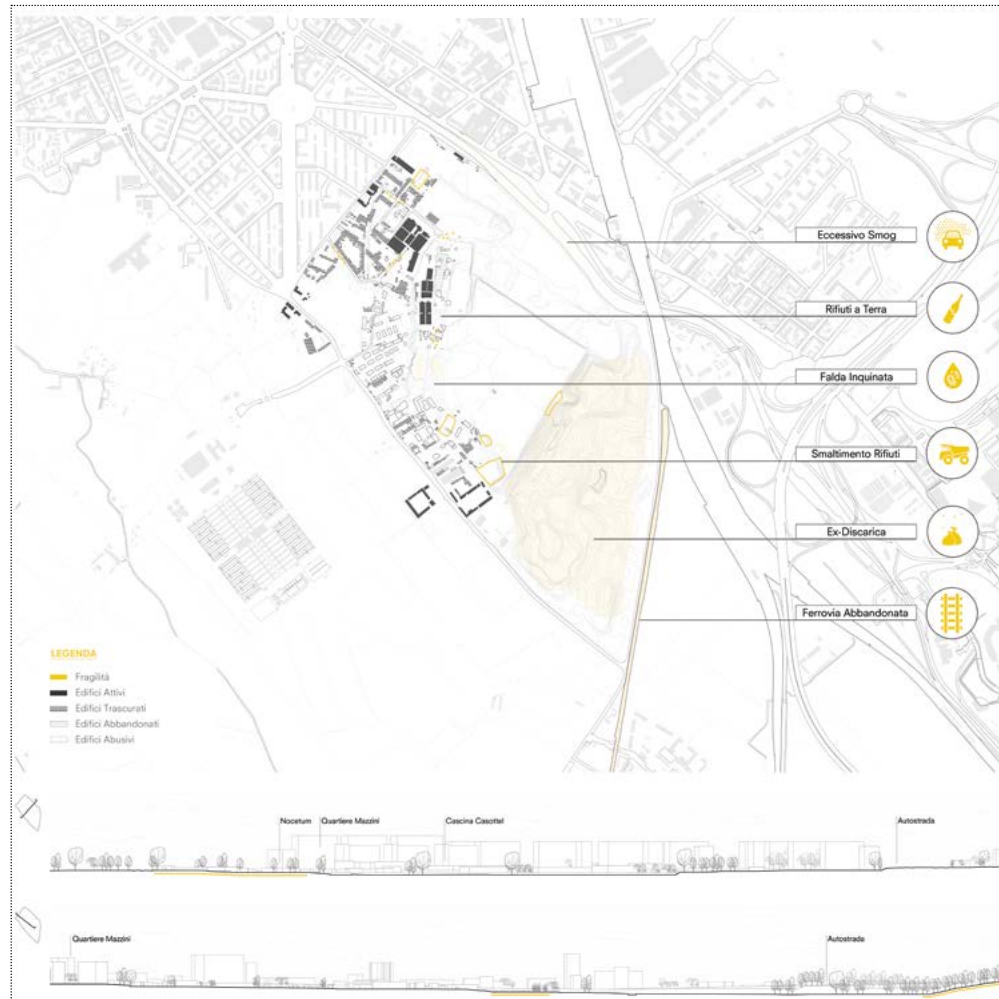 Eccessivo Smog
Rifiuti a Terra
Falda Inquinata
Smaltimento Rifiuti
Ex-Discarica
Ferrovia Abbandonata
LEGENDA
Fragilità
Edifici Attivi
Edifici Trascurati
Edifici Abbandonati
Edifici Abusivi
Nocetum Quartiere Mazzini Cascina Casottel Autostrada
Quartiere Mazzini Autostrada